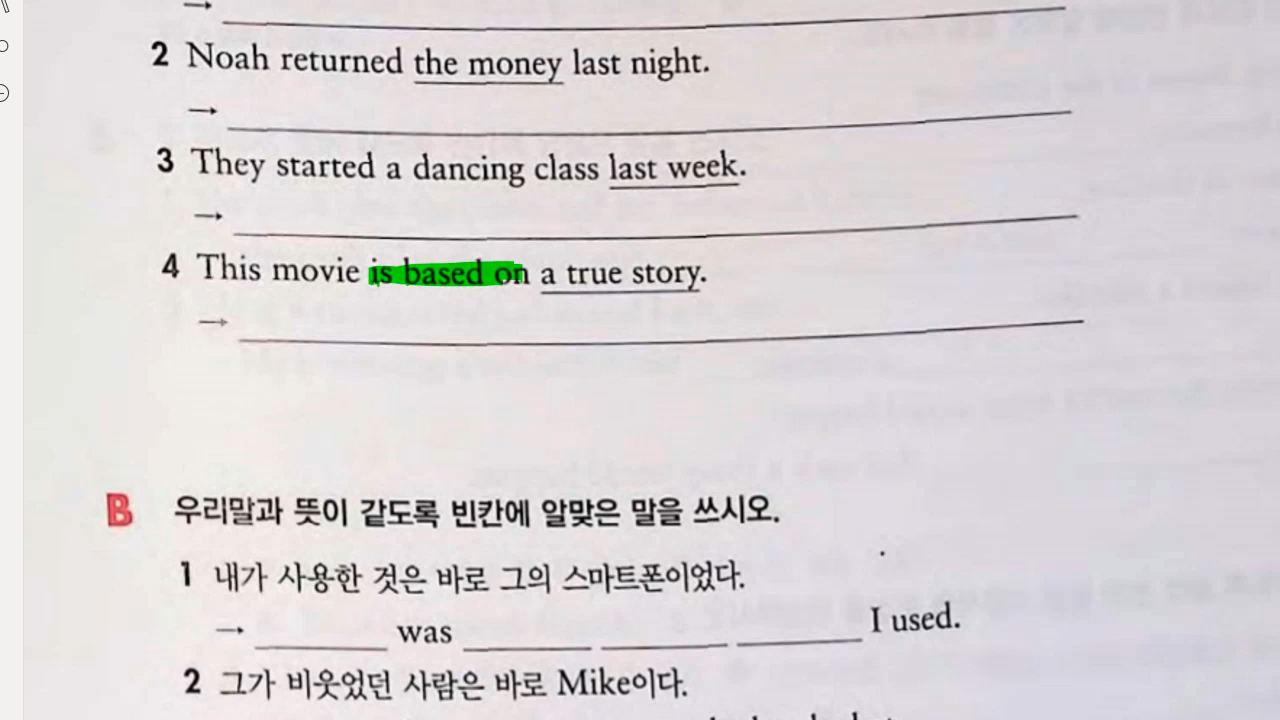 2 Noah returned the money last night.
→
3 They started a dancing class last week.
→
4 This movie is based on a true story.
→
B 우리말과 뜻이 같도록 빈칸에 알맞은 말을 쓰시오.
1 내가 사용한 것은 바로 그의 스마트폰이었다.
→ ________ was ________ ________ ________ I used.
2 그가 비웃었던 사람은 바로 Mike이다.